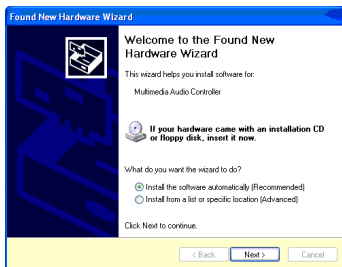 Found New Hardware Wizard
Welcome to the Found New
Hardware Wizard
This wizard helps you install software for:
Multimedia Audio Controller
If your hardware came with an installation CD
or floppy disk, insert it now.
What do you want the wizard to do?
Install the software automatically (Recommended)
Install from a list or specific location (Advanced)
Click Next to continue.
< Back Next > Cancel